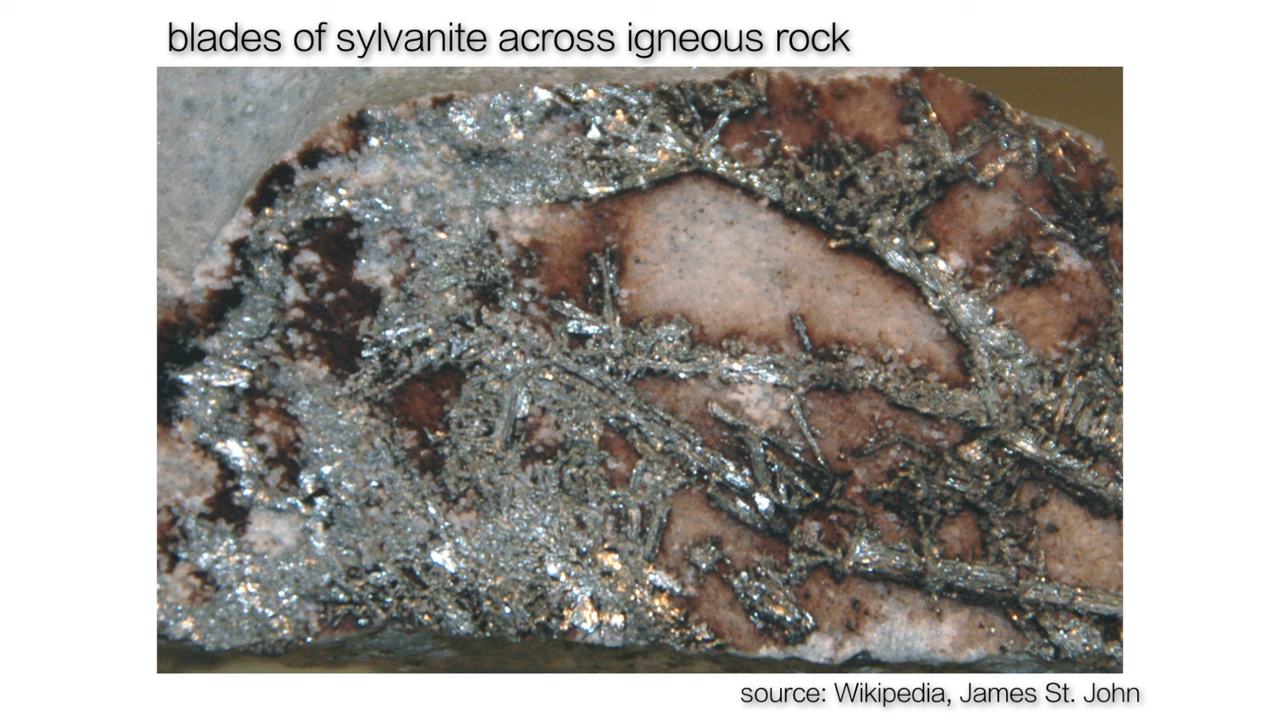 blades of sylvanite across igneous rock
source: Wikipedia, James St. John